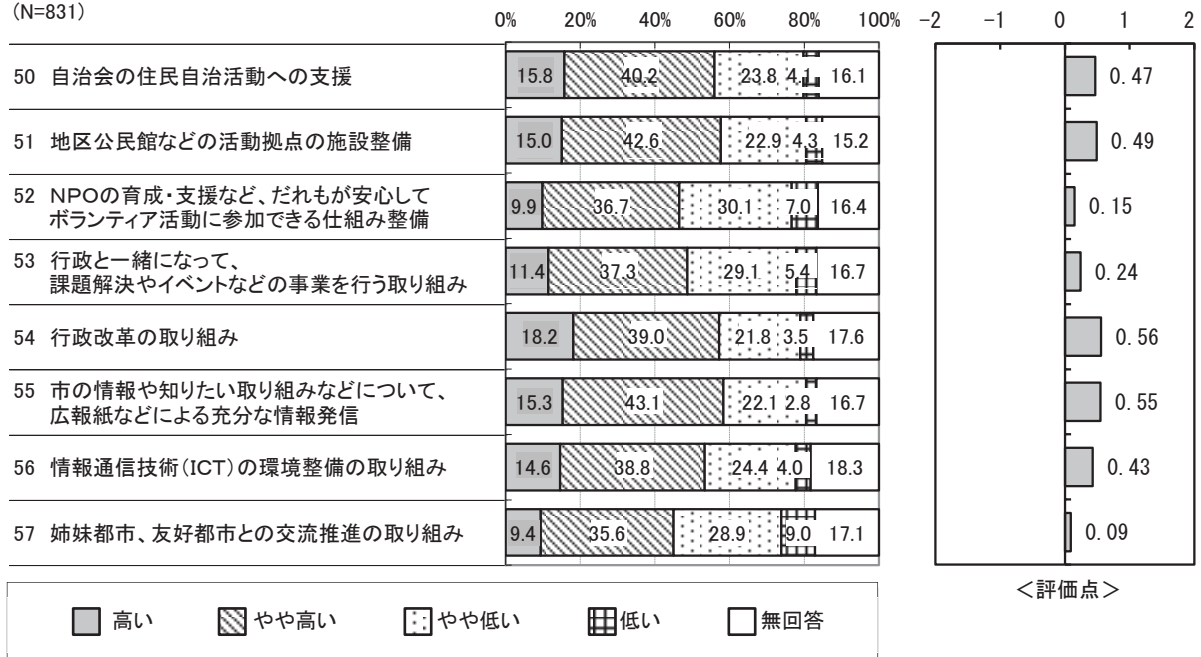 (N=831)
0% 20% 40% 60% 80% 100%
-2 -1 0 1 2
50 自治会の住民自治活動への支援 15.8 40.2 23.8 4.1 16.1 0.47
51 地区公民館などの活動拠点の施設整備 15.0 42.6 22.9 4.3 15.2 0.49
52 NPOの育成・支援など、だれもが安心して
ボランティア活動に参加できる仕組み整備 9.9 36.7 30.1 7.0 16.4 0.15
53 行政と一緒になって、
課題解決やイベントなどの事業を行う取り組み 11.4 37.3 29.1 5.4 16.7 0.24
54 行政改革の取り組み 18.2 39.0 21.8 3.5 17.6 0.56
55 市の情報や知りたい取り組みなどについて、
広報紙などによる充分な情報発信 15.3 43.1 22.1 2.8 16.7 0.55
56 情報通信技術(ICT)の環境整備の取り組み 14.6 38.8 24.4 4.0 18.3 0.43
57 姉妹都市、友好都市との交流推進の取り組み 9.4 35.6 28.9 9.0 17.1 0.09
<評価点>
高い やや高い やや低い 低い 無回答